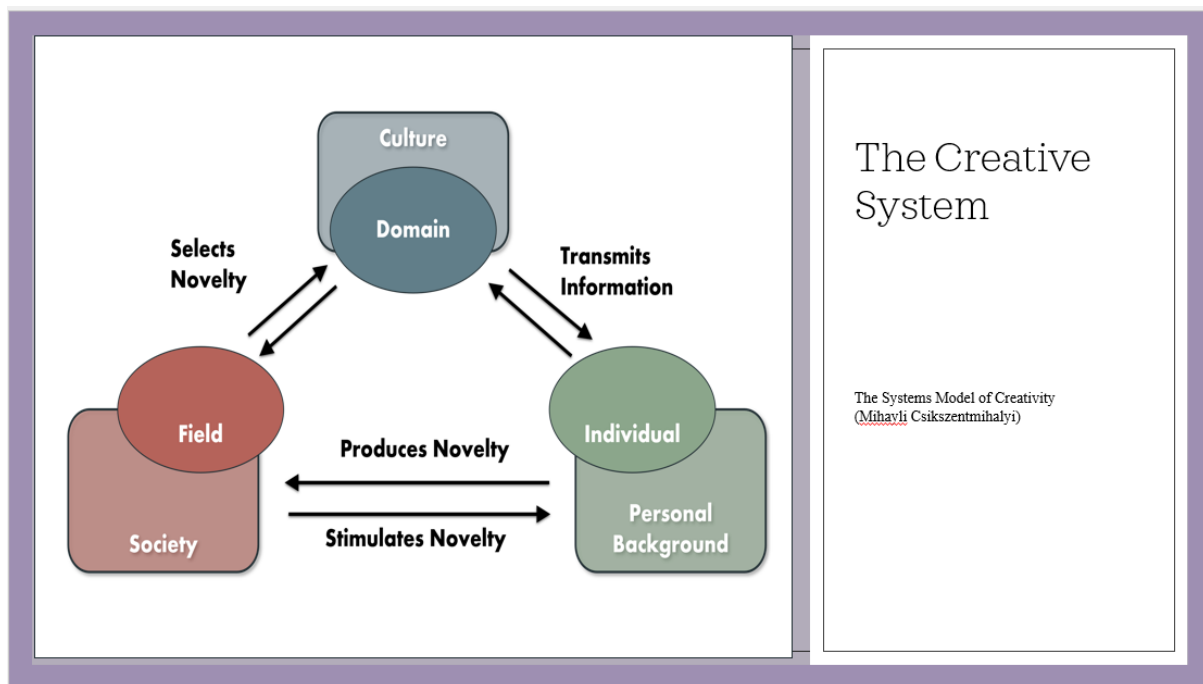 Culture
Domain
Selects
Novelty
Transmits
Information
Field
Society
Individual
Personal
Background
Produces Novelty
Stimulates Novelty
The Creative
System
The Systems Model of Creativity
(Mihavli Csikszentmihalyi)